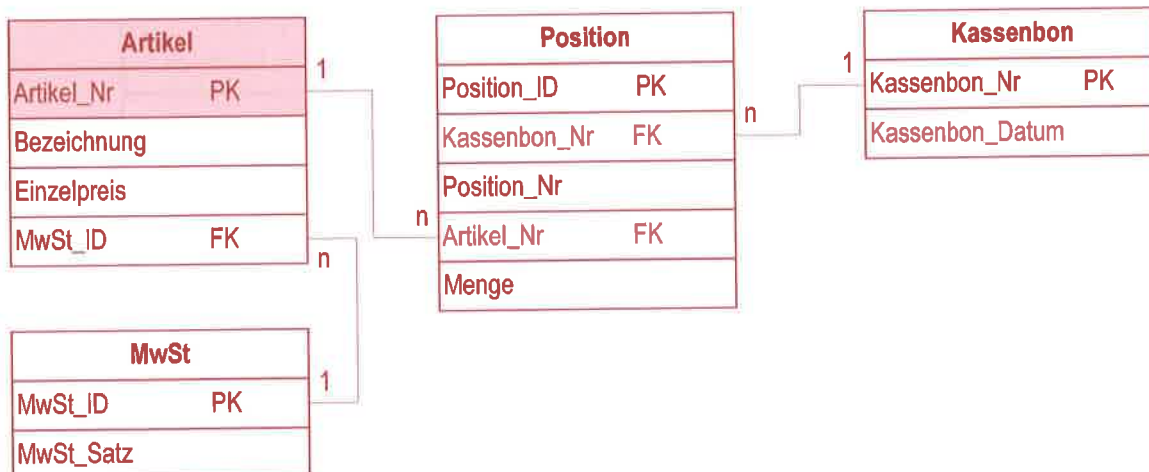 Artikel
Artikel_Nr PK
Bezeichnung
Einzelpreis
MwSt_ID FK
1
n
Position
Position_ID PK
Kassenbon_Nr FK
Position_Nr
Artikel_Nr FK
Menge
n
n
Kassenbon
Kassenbon_Nr PK
Kassenbon_Datum
1
MwSt
MwSt_ID PK
MwSt_Satz
1